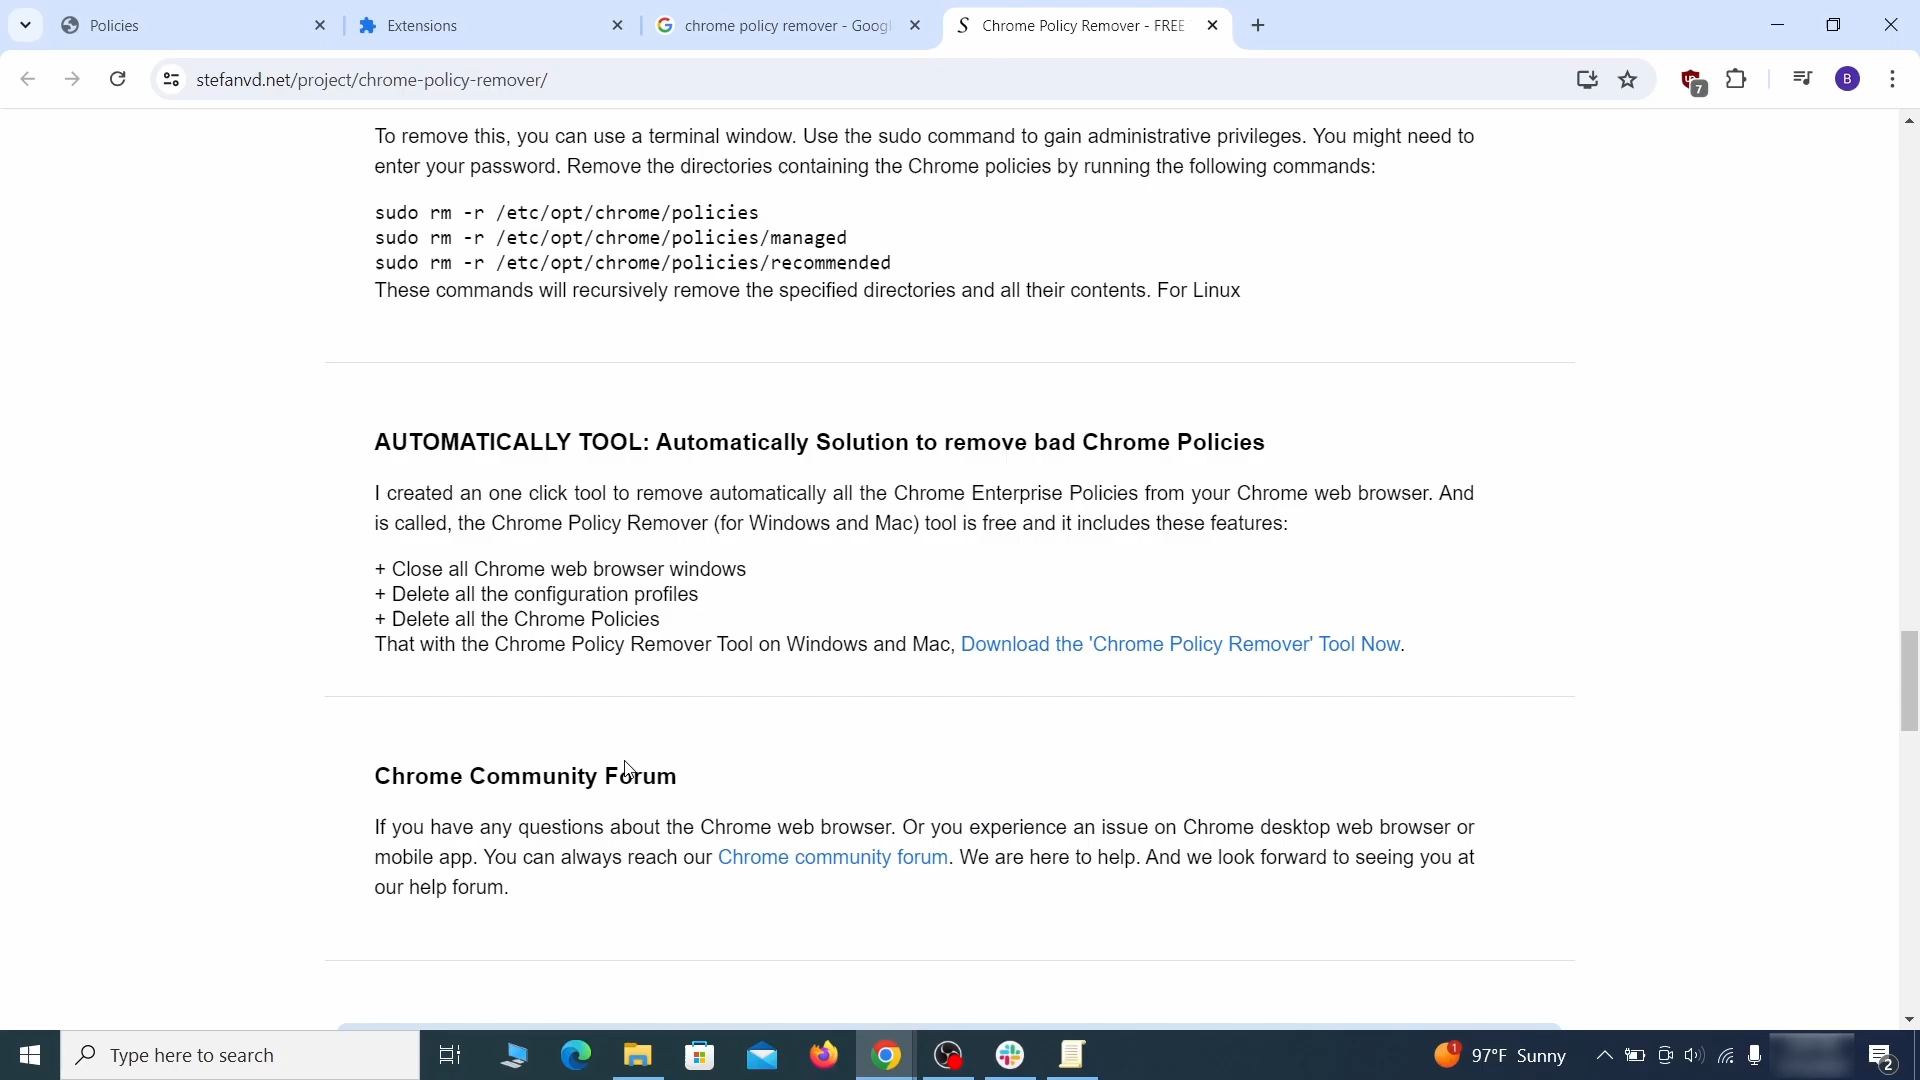 Policies
Extensions
chrome policy remover - Goog
Chrome Policy Remover - FREE
stefanvd.net/project/chrome-policy-remover/
7
B
To remove this, you can use a terminal window. Use the sudo command to gain administrative privileges. You might need to
enter your password. Remove the directories containing the Chrome policies by running the following commands:
sudo rm -r /etc/opt/chrome/policies
sudo rm -r /etc/opt/chrome/policies/managed
sudo rm -r /etc/opt/chrome/policies/recommended
These commands will recursively remove the specified directories and all their contents. For Linux
AUTOMATICALLY TOOL: Automatically Solution to remove bad Chrome Policies
I created an one click tool to remove automatically all the Chrome Enterprise Policies from your Chrome web browser. And
is called, the Chrome Policy Remover (for Windows and Mac) tool is free and it includes these features:
+ Close all Chrome web browser windows
+ Delete all the configuration profiles
+ Delete all the Chrome Policies
That with the Chrome Policy Remover Tool on Windows and Mac, Download the 'Chrome Policy Remover' Tool Now.
Chrome Community Forum
If you have any questions about the Chrome web browser. Or you experience an issue on Chrome desktop web browser or
mobile app. You can always reach our Chrome community forum. We are here to help. And we look forward to seeing you at
our help forum.
Type here to search
1
97°F Sunny
2